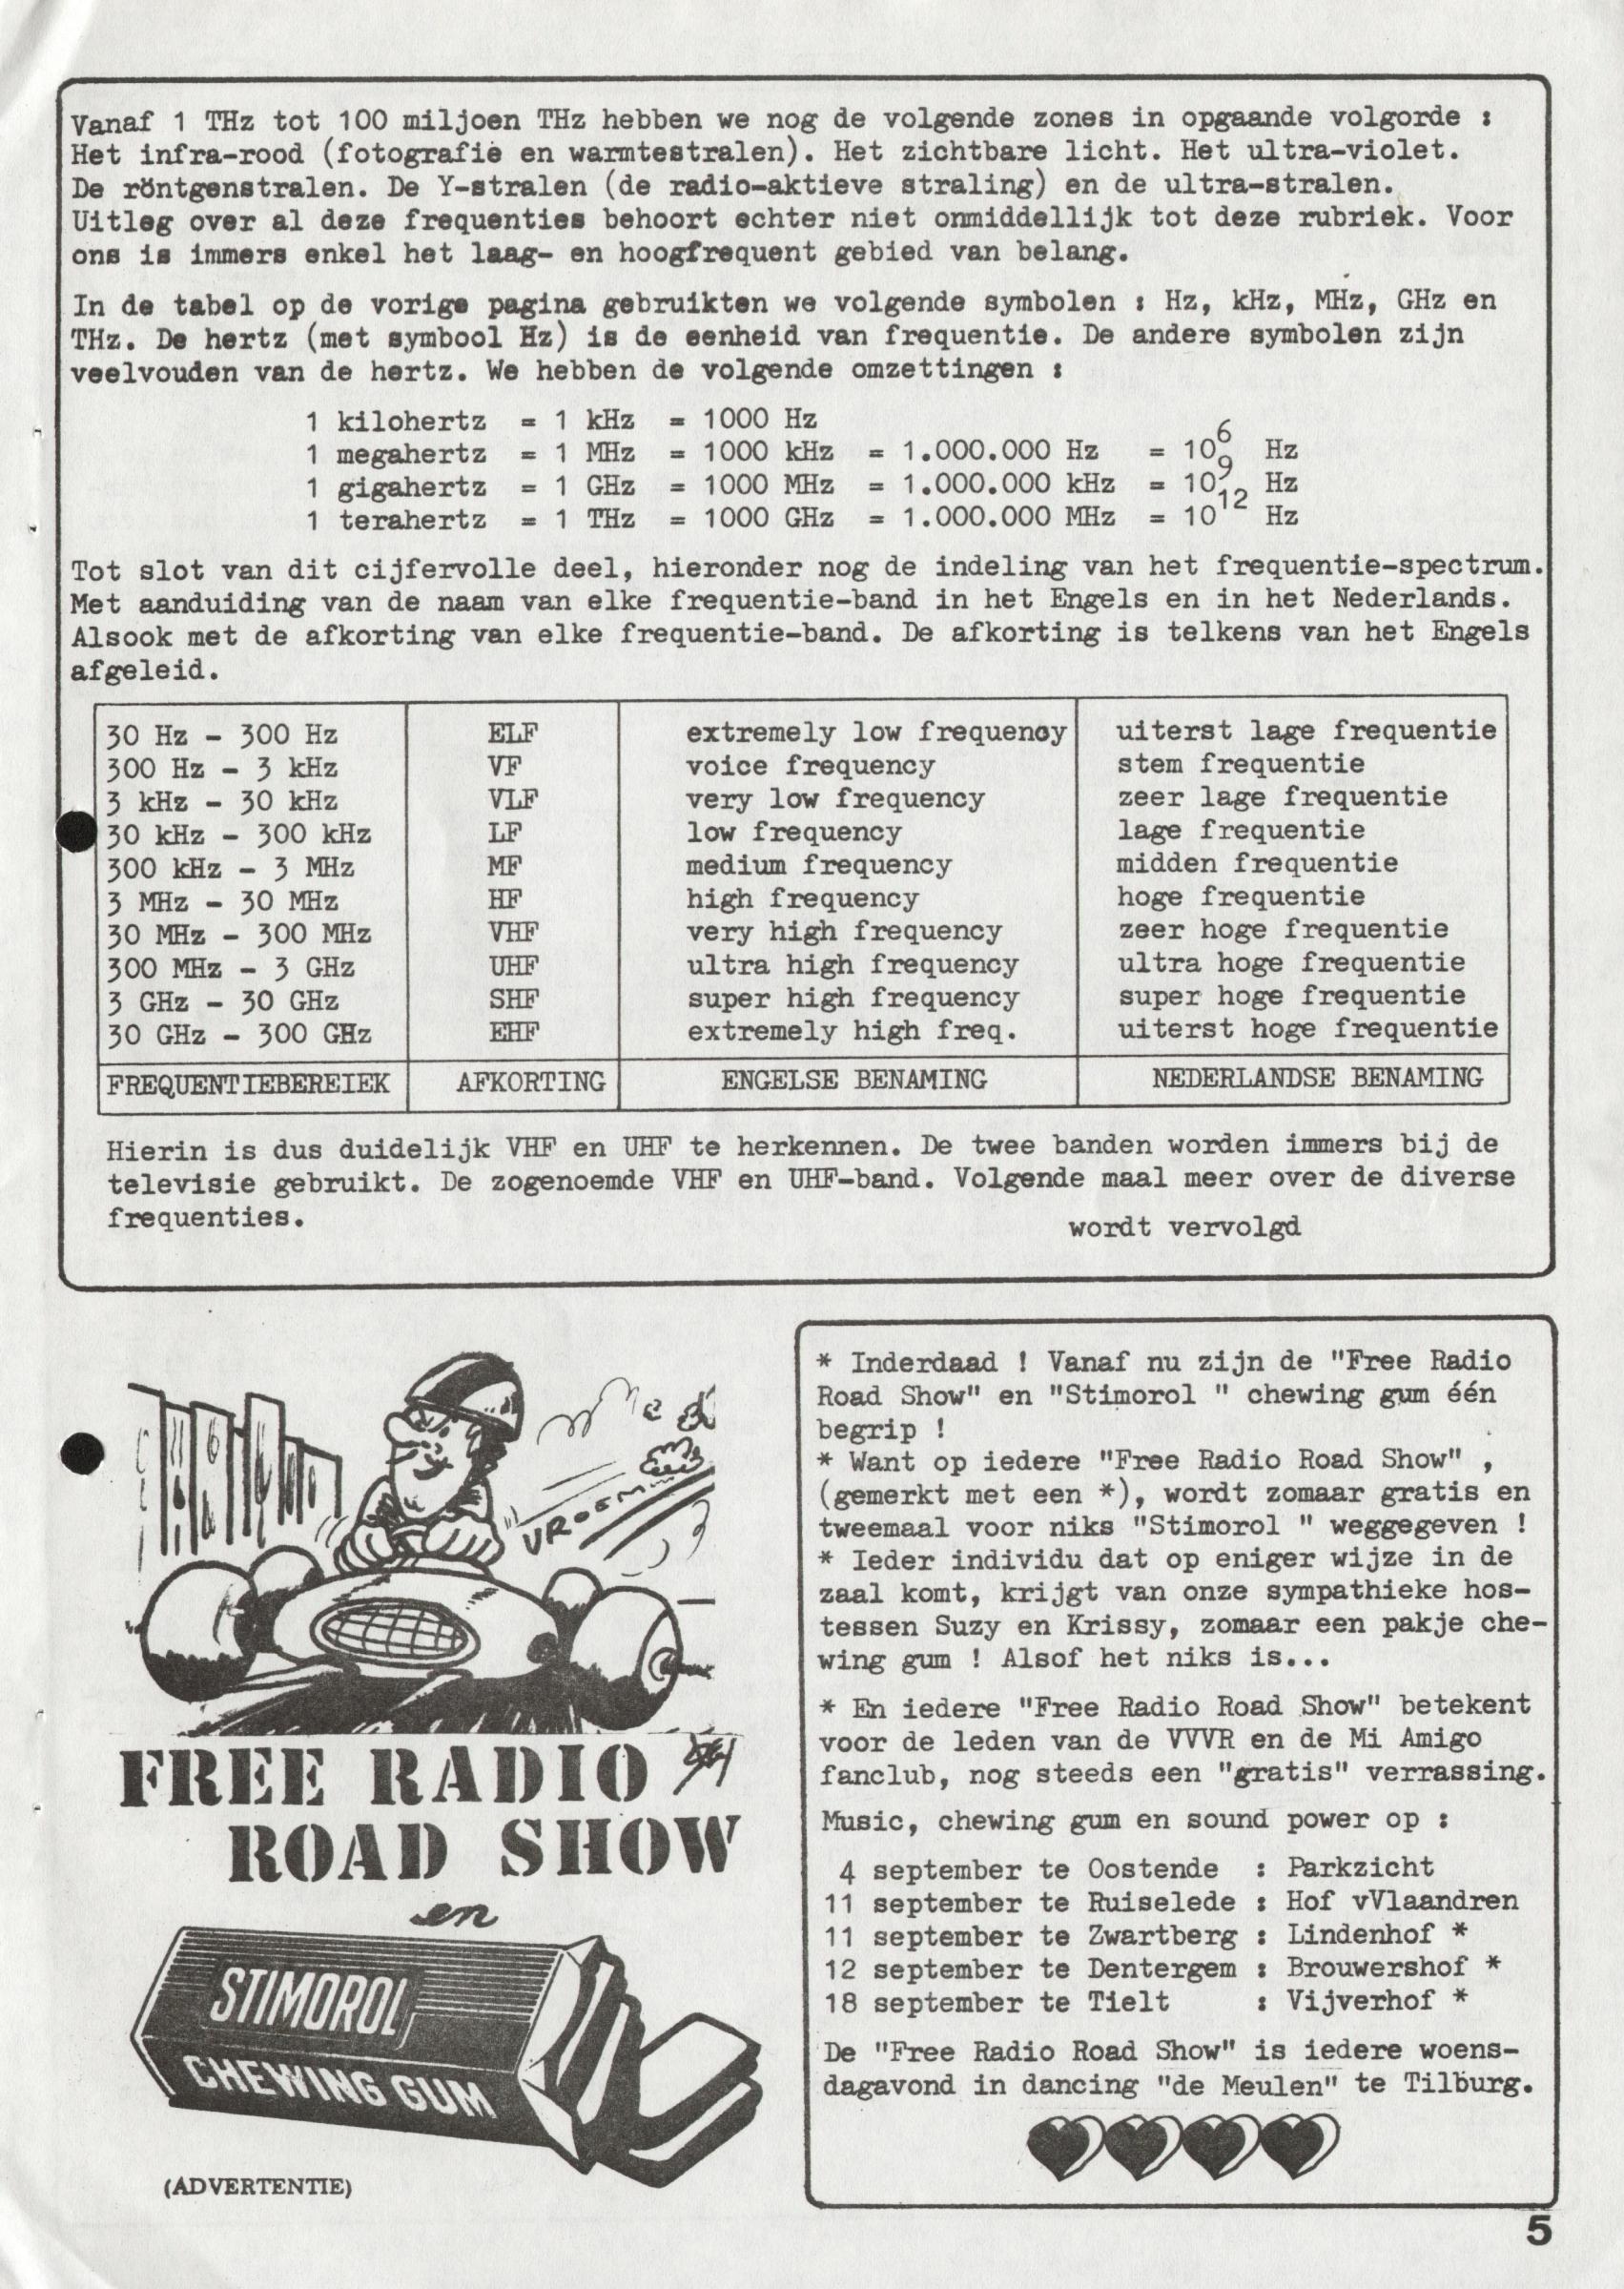 Vanaf 1 THz tot 100 miljoen THz hebben we nog de volgende zones in opgaande volgorde :
Het infra-rood (fotografie en warmtestralen). Het zichtbare licht. Het ultra-violet.
De röntgenstralen. De Y-stralen (de radio-aktieve straling) en de ultra-stralen.
Uitleg over al deze frequenties behoort echter niet onmiddellijk tot deze rubriek. Voor
ons is immers enkel het laag- en hoogfrequent gebied van belang.
In de tabel op de vorige pagina gebruikten we volgende symbolen : Hz, kHz, MHz, GHz en
THz. De hertz (met symbool Hz) is de eenheid van frequentie. De andere symbolen zijn
veelvouden van de hertz. We hebben de volgende omzettingen :
1 kilohertz = 1 kHz = 1000 Hz
1 megahertz = 1 MHz = 1000 kHz = 1.000.000 Hz = 10⁶ Hz
1 gigahertz = 1 GHz = 1000 MHz = 1.000.000 kHz = 10⁹ Hz
1 terahertz = 1 THz = 1000 GHz = 1.000.000 MHz = 10¹² Hz
Tot slot van dit cijfervolle deel, hieronder nog de indeling van het frequentie-spectrum.
Met aanduiding van de naam van elke frequentie-band in het Engels en in het Nederlands.
Alsook met de afkorting van elke frequentie-band. De afkorting is telkens van het Engels
afgeleid.
30 Hz - 300 Hz ELF extremely low frequency uiterst lage frequentie
300 Hz - 3 kHz VF voice frequency stem frequentie
3 kHz - 30 kHz VLF very low frequency zeer lage frequentie
30 kHz - 300 kHz LF low frequency lage frequentie
300 kHz - 3 MHz MF medium frequency midden frequentie
3 MHz - 30 MHz HF high frequency hoge frequentie
30 MHz - 300 MHz VHF very high frequency zeer hoge frequentie
300 MHz - 3 GHz UHF ultra high frequency ultra hoge frequentie
3 GHz - 30 GHz SHF super high frequency super hoge frequentie
30 GHz - 300 GHz EHF extremely high freq. uiterst hoge frequentie
FREQUENTIEBEREIEK AFKORTING ENGELSE BENAMING NEDERLANDSE BENAMING
Hierin is dus duidelijk VHF en UHF te herkennen. De twee banden worden immers bij de
televisie gebruikt. De zogenoemde VHF en UHF-band. Volgende maal meer over de diverse
frequenties.
wordt vervolgd
VROEM
FREE RADIO
ROAD SHOW
en
STIMOROL
CHEWING GUM
(ADVERTENTIE)
* Inderdaad ! Vanaf nu zijn de "Free Radio
Road Show" en "Stimorol " chewing gum één
begrip !
* Want op iedere "Free Radio Road Show" ,
(gemerkt met een *), wordt zomaar gratis en
tweemaal voor niks "Stimorol " weggegeven !
* Ieder individu dat op eniger wijze in de
zaal komt, krijgt van onze sympathieke hos-
tessen Suzy en Krissy, zomaar een pakje che-
wing gum ! Alsof het niks is...
* En iedere "Free Radio Road Show" betekent
voor de leden van de VVVR en de Mi Amigo
fanclub, nog steeds een "gratis" verrassing.
Music, chewing gum en sound power op :
4 september te Oostende : Parkzicht
11 september te Ruiselede : Hof vVlaandren
11 september te Zwartberg : Lindenhof *
12 september te Dentergem : Brouwershof *
18 september te Tielt : Vijverhof *
De "Free Radio Road Show" is iedere woens-
dagavond in dancing "de Meulen" te Tilburg.
5